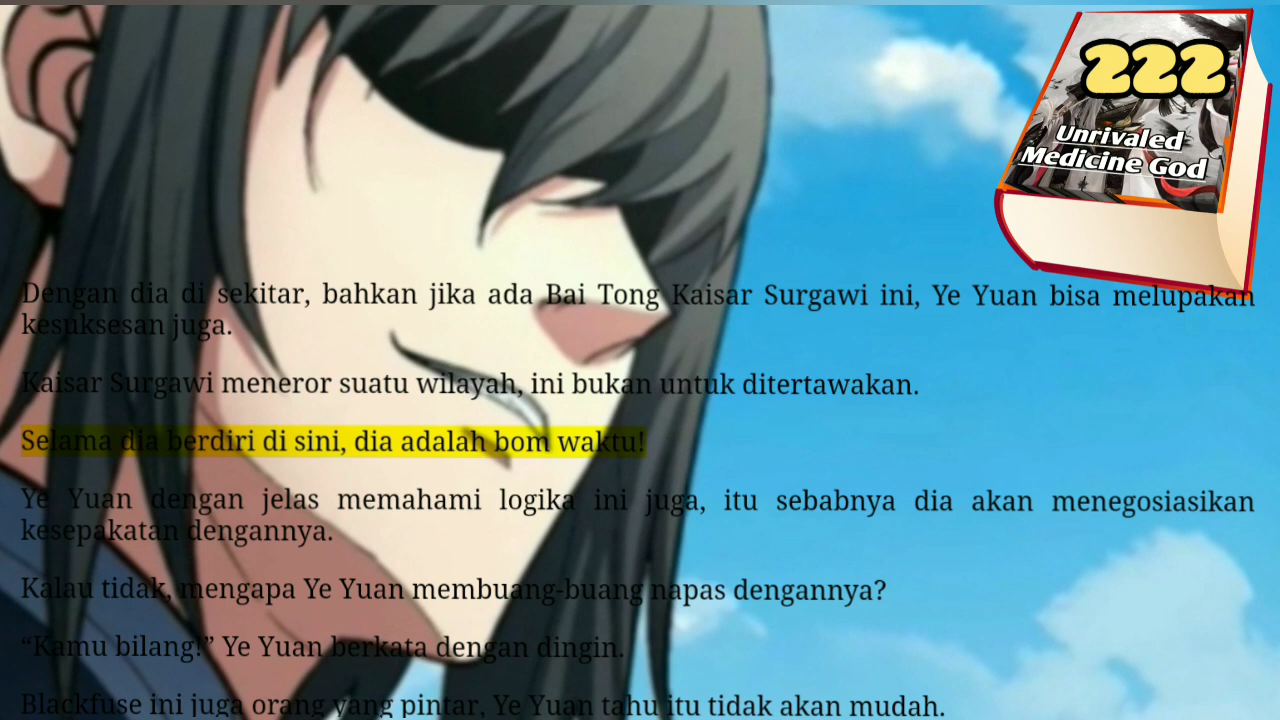 222
Unrivaled
Medicine God
Dengan dia di sekitar, bahkan jika ada Bai Tong Kaisar Surgawi ini, Ye Yuan bisa melupakan
kesuksesan juga.
Kaisar Surgawi meneror suatu wilayah, ini bukan untuk ditertawakan.
Selama dia berdiri di sini, dia adalah bom waktu!
Ye Yuan dengan jelas memahami logika ini juga, itu sebabnya dia akan menegosiasikan
kesepakatan dengannya.
Kalau tidak, mengapa Ye Yuan membuang-buang napas dengannya?
“Kamu bilang!” Ye Yuan berkata dengan dingin.
Blackfuse ini juga orang yang pintar, Ye Yuan tahu itu tidak akan mudah.